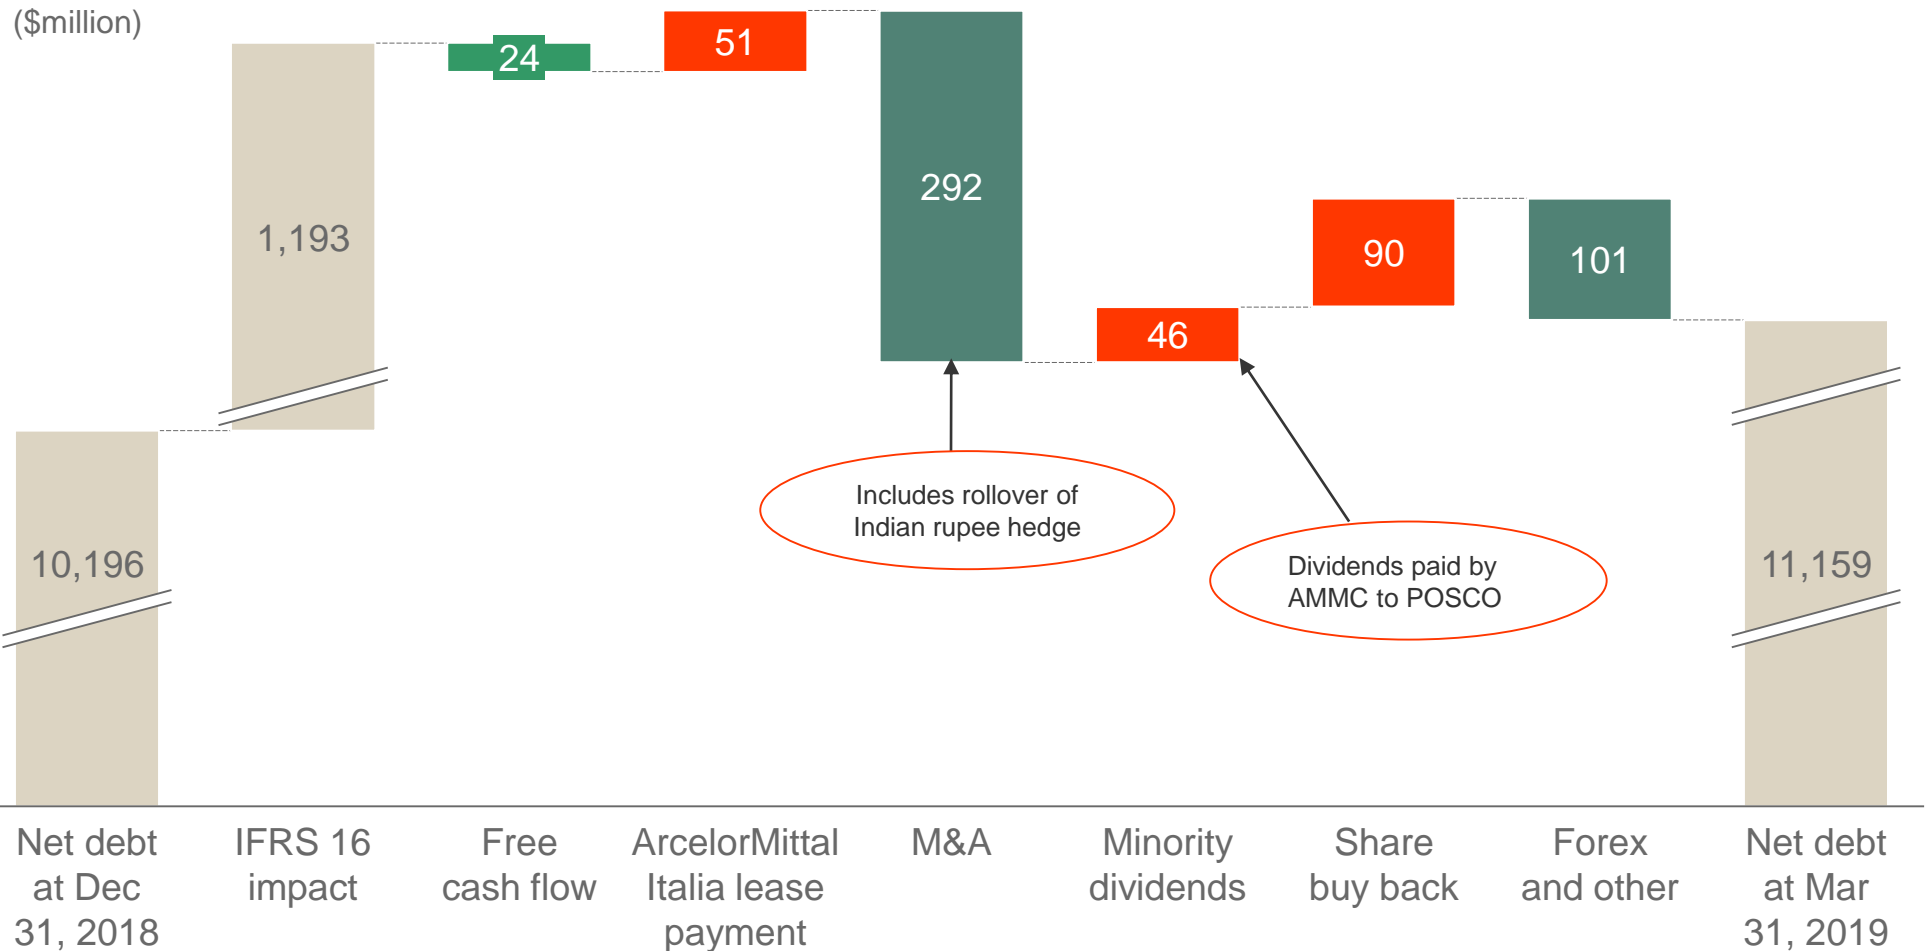 ($million)
24
51
292
1,193
90
101
46
Includes rollover of
Indian rupee hedge
10,196
Dividends paid by
AMMC to POSCO
11,159
Net debt
at Dec
31, 2018
IFRS 16
impact
Free
cash flow
ArcelorMittal
Italia lease
payment
M&A
Minority
dividends
Share
buy back
Forex
and other
Net debt
at Mar
31, 2019